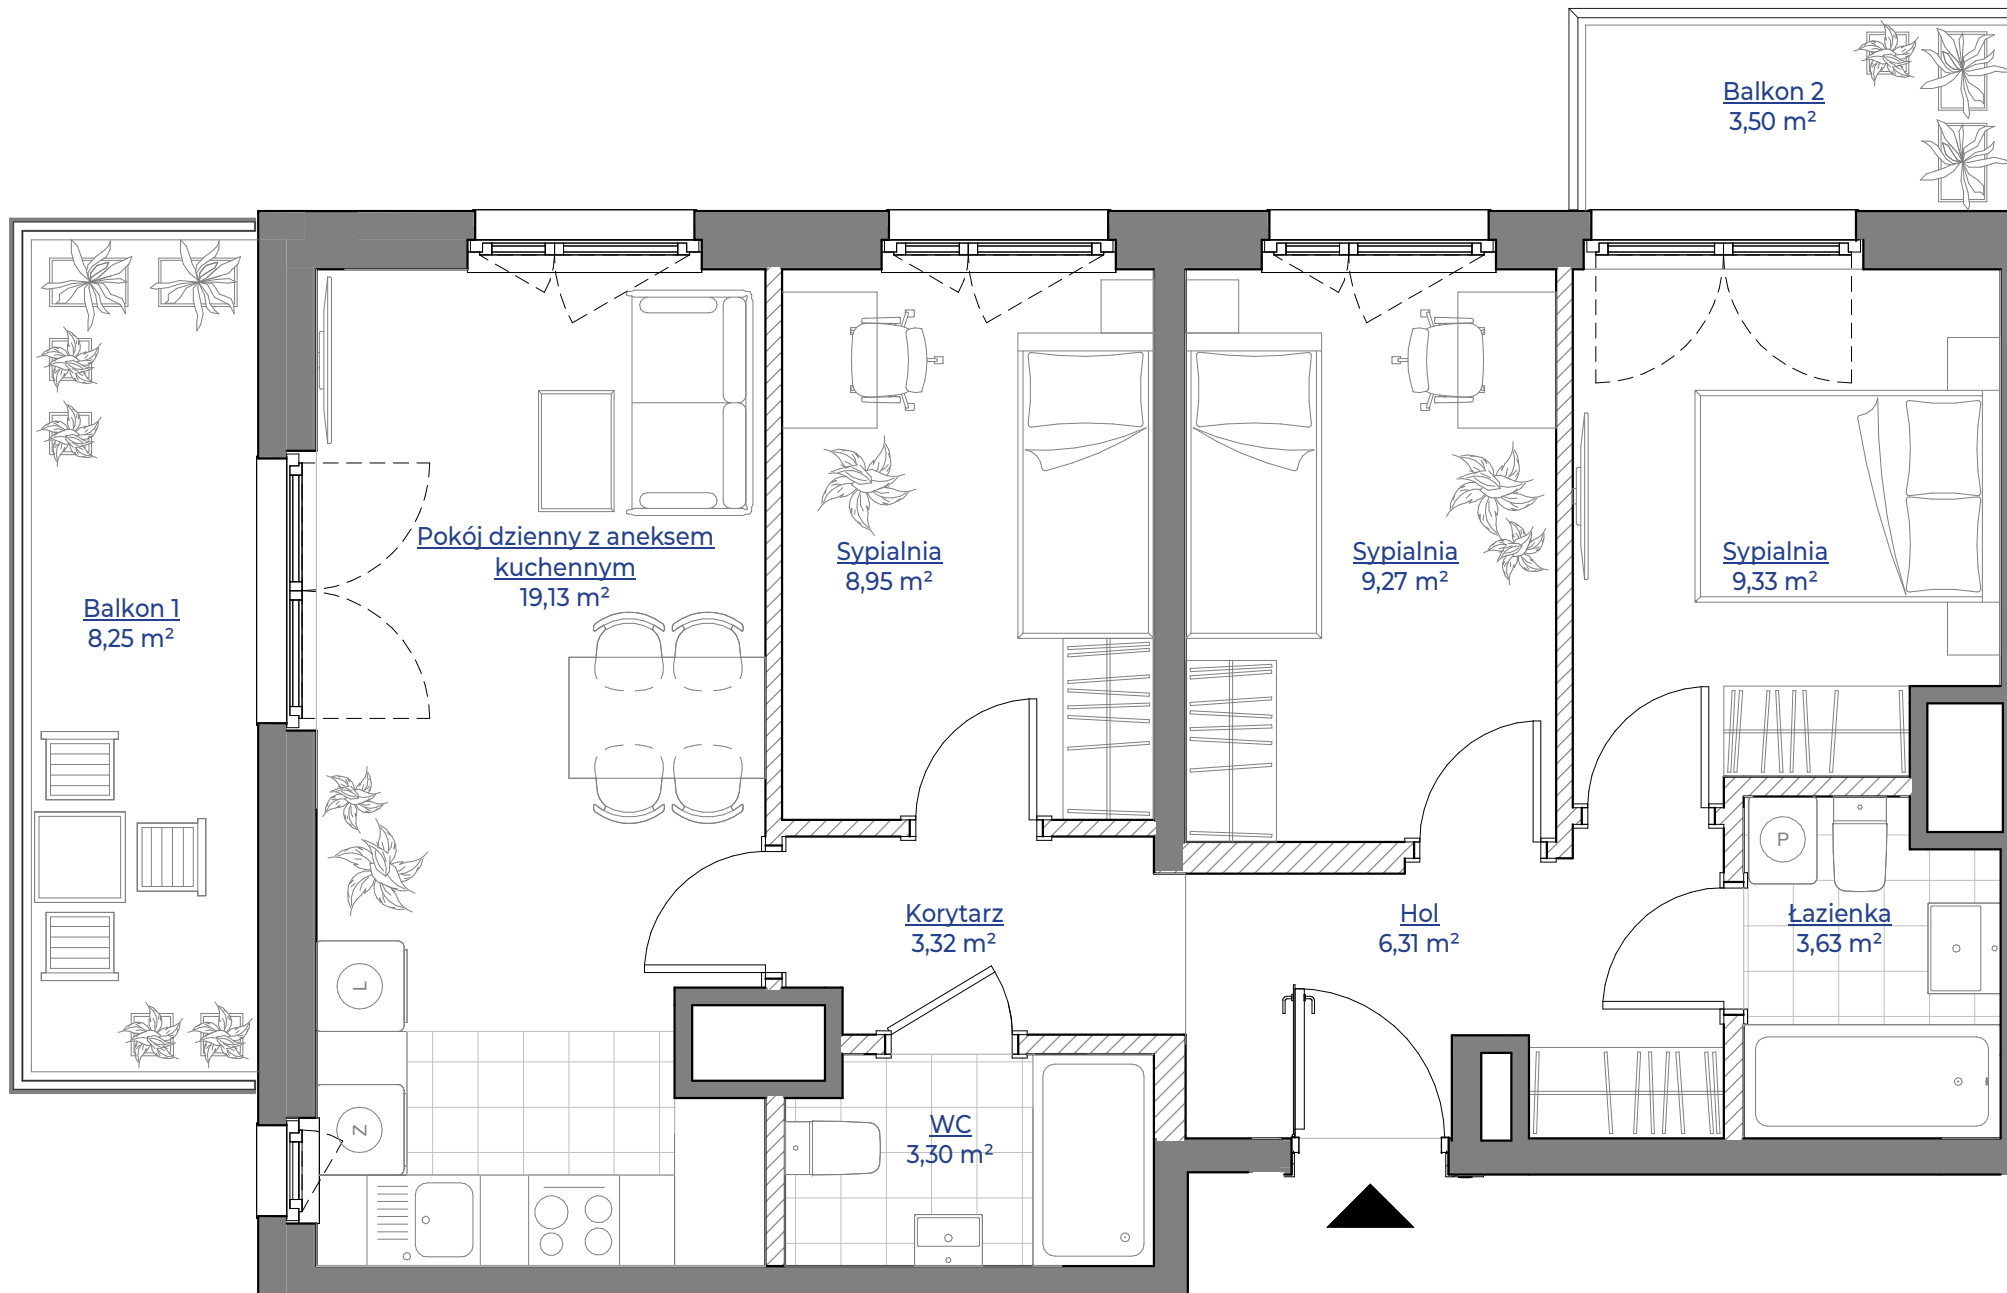 Balkon 2
3,50 m²
Pokój dzienny z aneksem
kuchennym
19,13 m²
Sypialnia
8,95 m²
Sypialnia
9,27 m²
Sypialnia
9,33 m²
Balkon 1
8,25 m²
P
Korytarz
3,32 m²
Hol
6,31 m²
Łazienka
3,63 m²
L
Z
WC
3,30 m²